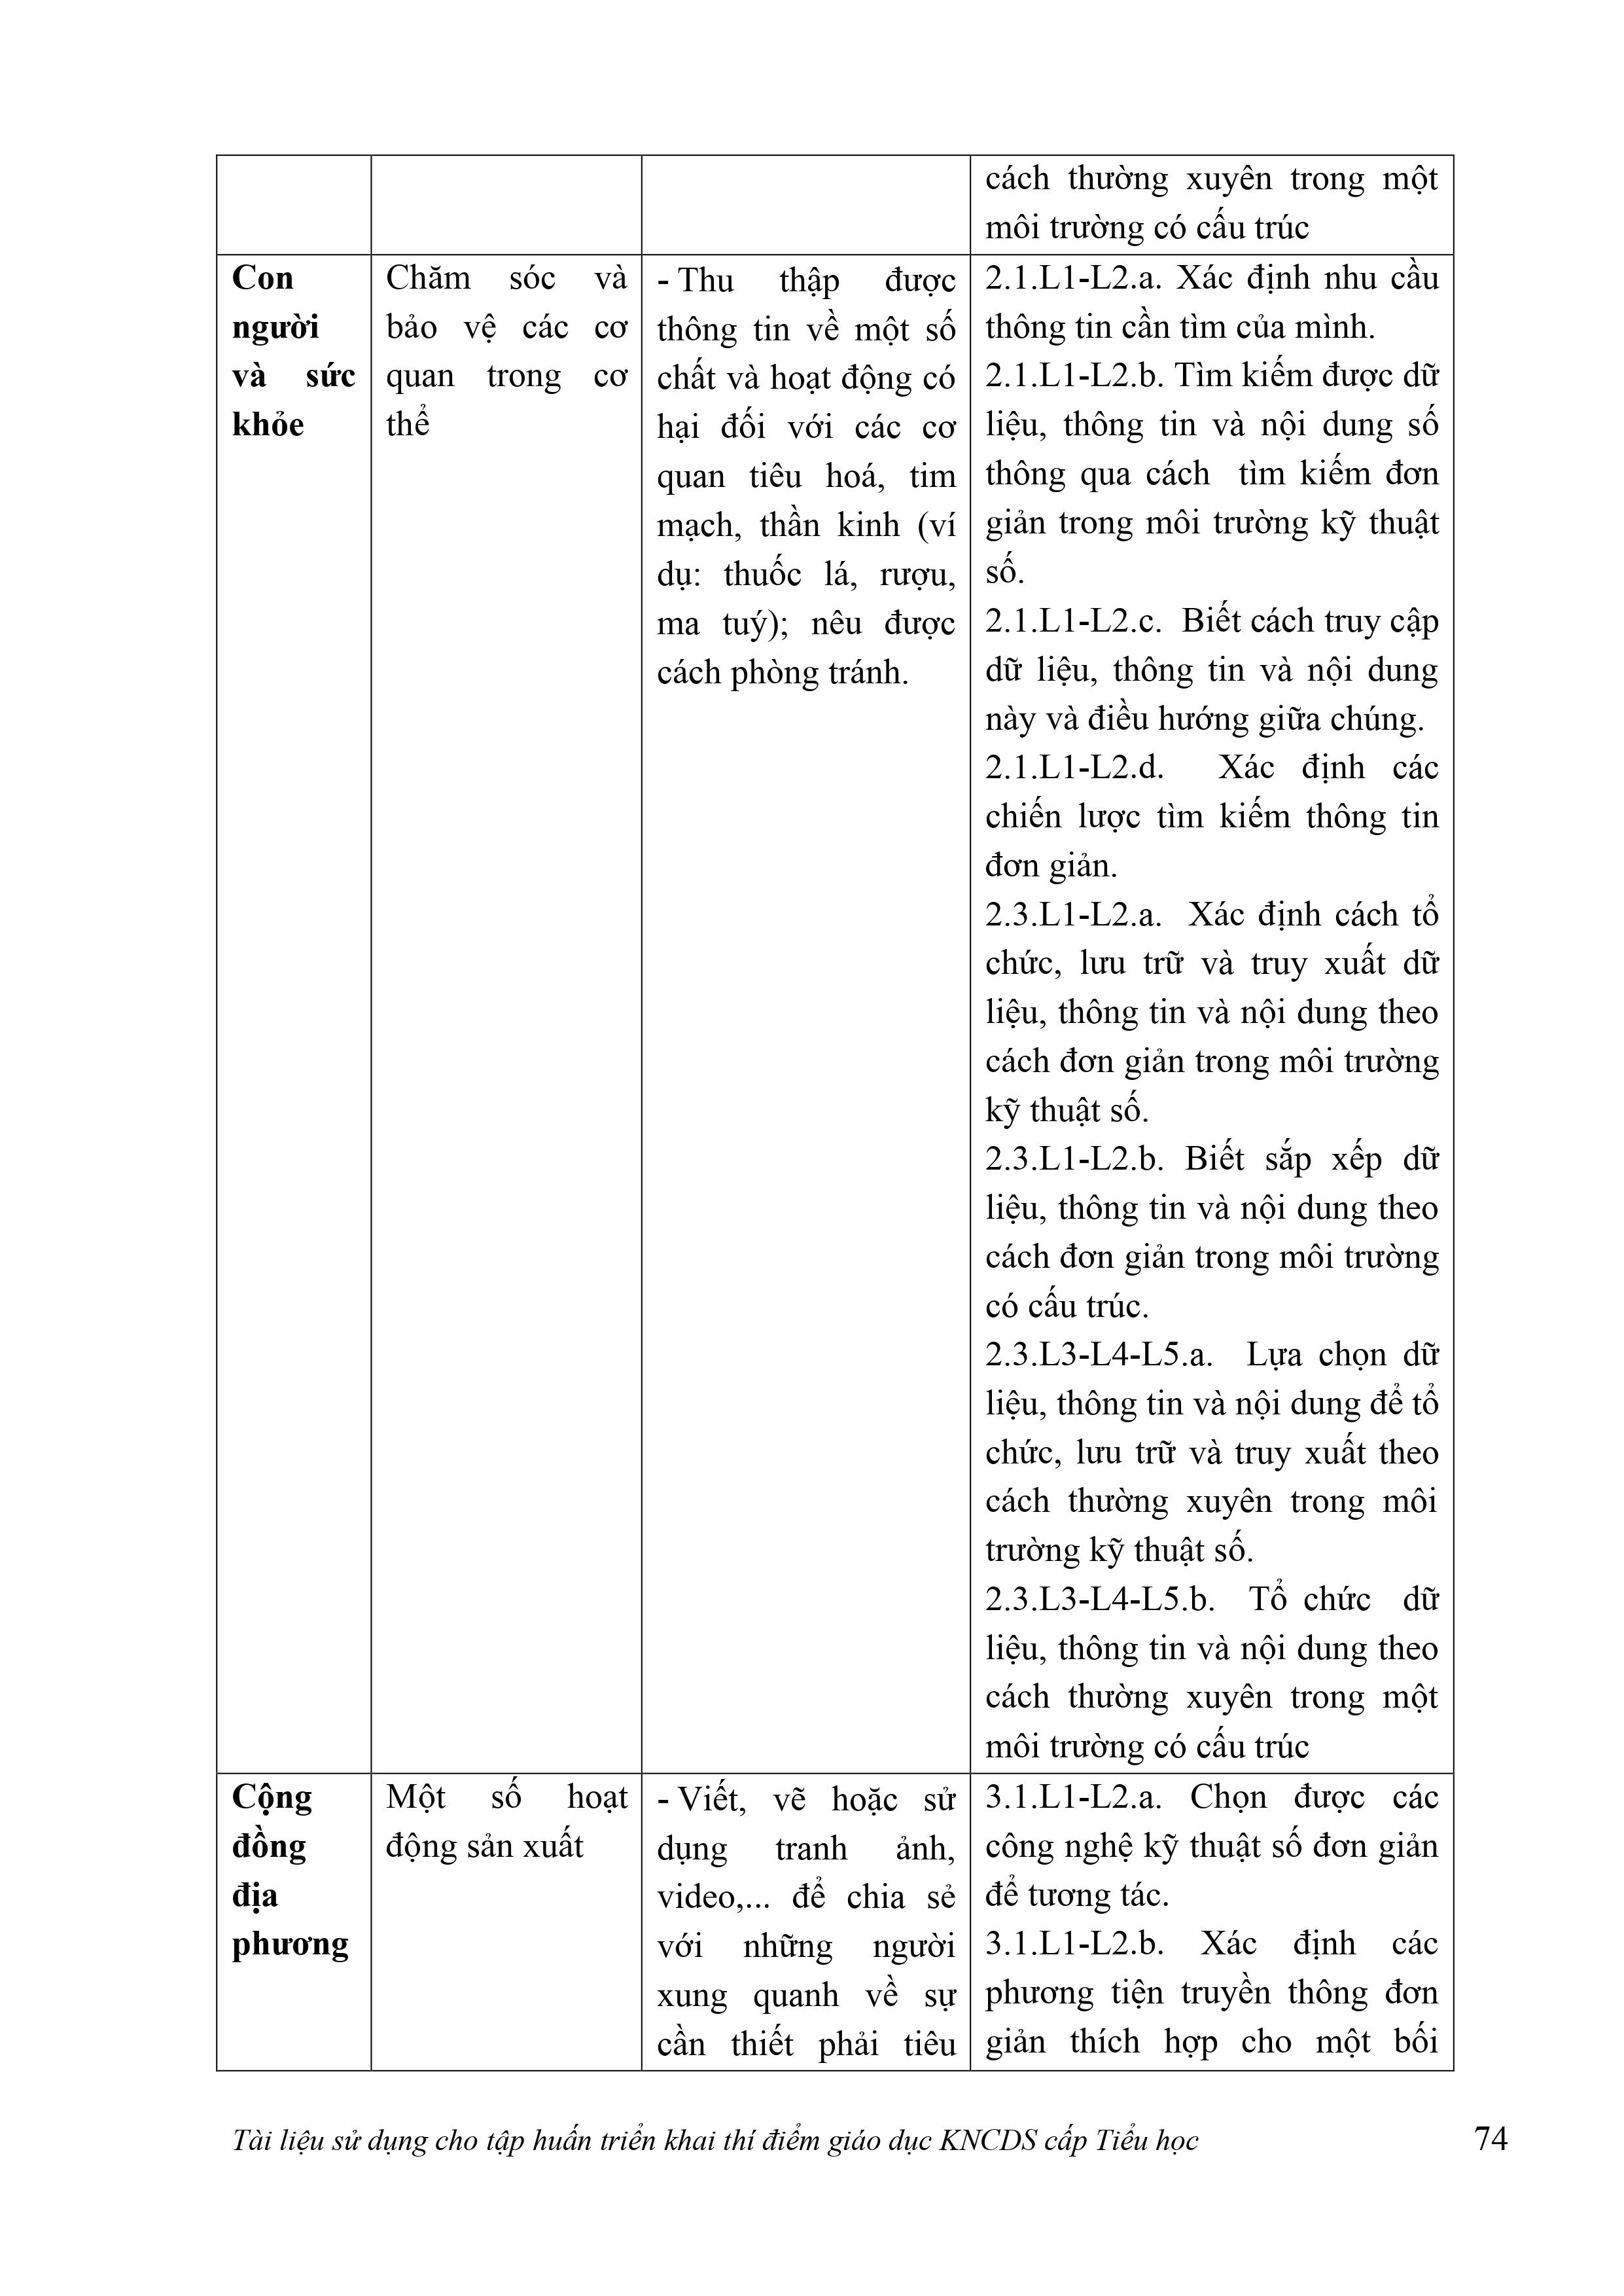 cách thường xuyên trong một
môi trường có cấu trúc
Con
người
và sức
khỏe
Chăm sóc và
bảo vệ các cơ
quan trong cơ
thể
- Thu thập được
thông tin về một số
chất và hoạt động có
hại đối với các cơ
quan tiêu hoá, tim
mạch, thần kinh (ví
dụ: thuốc lá, rượu,
ma tuý); nêu được
cách phòng tránh.
2.1.L1-L2.a. Xác định nhu cầu
thông tin cần tìm của mình.
2.1.L1-L2.b. Tìm kiếm được dữ
liệu, thông tin và nội dung số
thông qua cách tìm kiếm đơn
giản trong môi trường kỹ thuật
số.
2.1.L1-L2.c. Biết cách truy cập
dữ liệu, thông tin và nội dung
này và điều hướng giữa chúng.
2.1.L1-L2.d. Xác định các
chiến lược tìm kiếm thông tin
đơn giản.
2.3.L1-L2.a. Xác định cách tổ
chức, lưu trữ và truy xuất dữ
liệu, thông tin và nội dung theo
cách đơn giản trong môi trường
kỹ thuật số.
2.3.L1-L2.b. Biết sắp xếp dữ
liệu, thông tin và nội dung theo
cách đơn giản trong môi trường
có cấu trúc.
2.3.L3-L4-L5.a. Lựa chọn dữ
liệu, thông tin và nội dung để tổ
chức, lưu trữ và truy xuất theo
cách thường xuyên trong môi
trường kỹ thuật số.
2.3.L3-L4-L5.b. Tổ chức dữ
liệu, thông tin và nội dung theo
cách thường xuyên trong một
môi trường có cấu trúc
Cộng
đồng
địa
phương
Một số hoạt
động sản xuất
- Viết, vẽ hoặc sử
dụng tranh ảnh,
video,... để chia sẻ
với những người
xung quanh về sự
cần thiết phải tiêu
3.1.L1-L2.a. Chọn được các
công nghệ kỹ thuật số đơn giản
để tương tác.
3.1.L1-L2.b. Xác định các
phương tiện truyền thông đơn
giản thích hợp cho một bối
Tài liệu sử dụng cho tập huấn triển khai thí điểm giáo dục KNCDS cấp Tiểu học
74